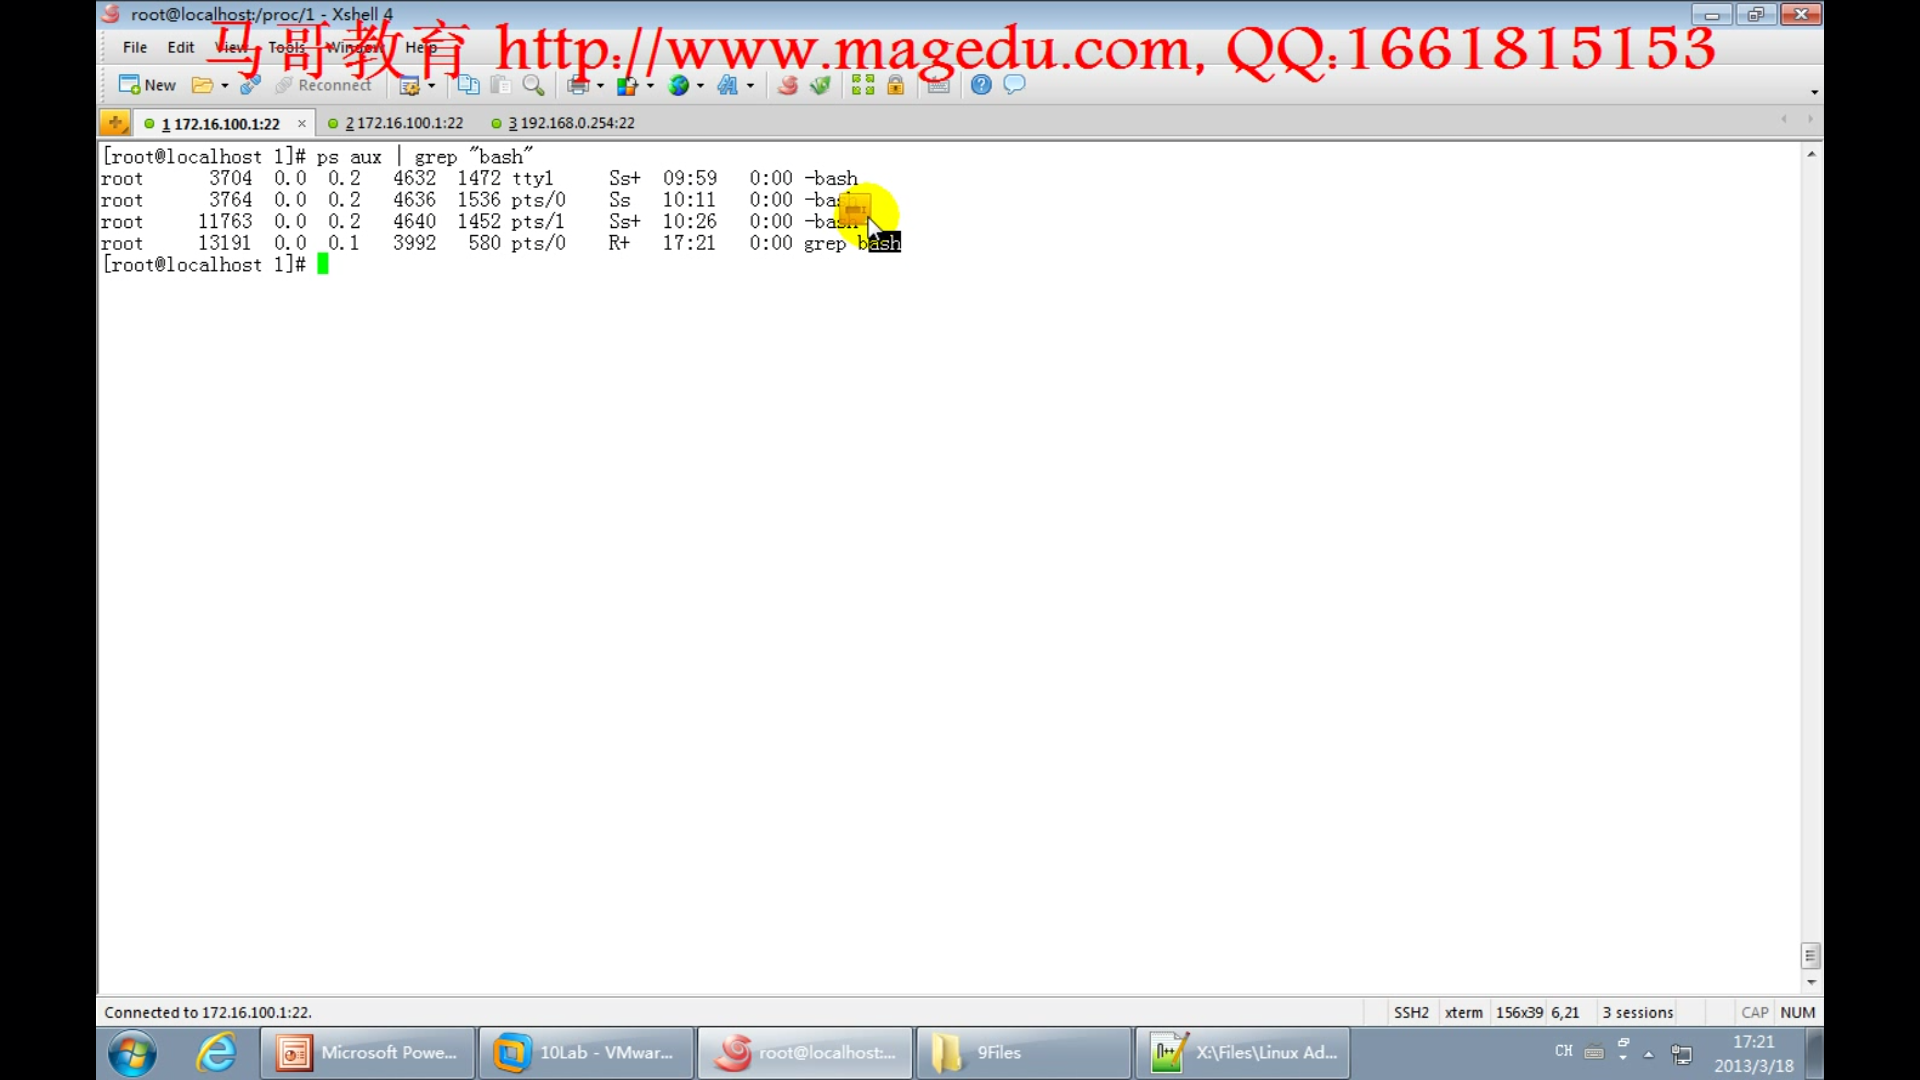 root@localhost:/proc/1 - Xshell 4
马哥教育 http://www.magedu.com, QQ:1661815153
File Edit View Tools Window Help
New Reconnect
1 172.16.100.1:22 2 172.16.100.1:22 3 192.168.0.254:22
[root@localhost 1]# ps aux | grep "bash"
root 3704 0.0 0.2 4632 1472 tty1 Ss+ 09:59 0:00 -bash
root 3764 0.0 0.2 4636 1536 pts/0 Ss 10:11 0:00 -bash
root 11763 0.0 0.2 4640 1452 pts/1 Ss+ 10:26 0:00 -bash
root 13191 0.0 0.1 3992 580 pts/0 R+ 17:21 0:00 grep bash
[root@localhost 1]#
Connected to 172.16.100.1:22. SSH2 xterm 156x39 6,21 3 sessions CAP NUM
Microsoft Powe... 10Lab - VMwar... root@localhost:... 9Files X:\Files\Linux Ad... CH 17:21
2013/3/18